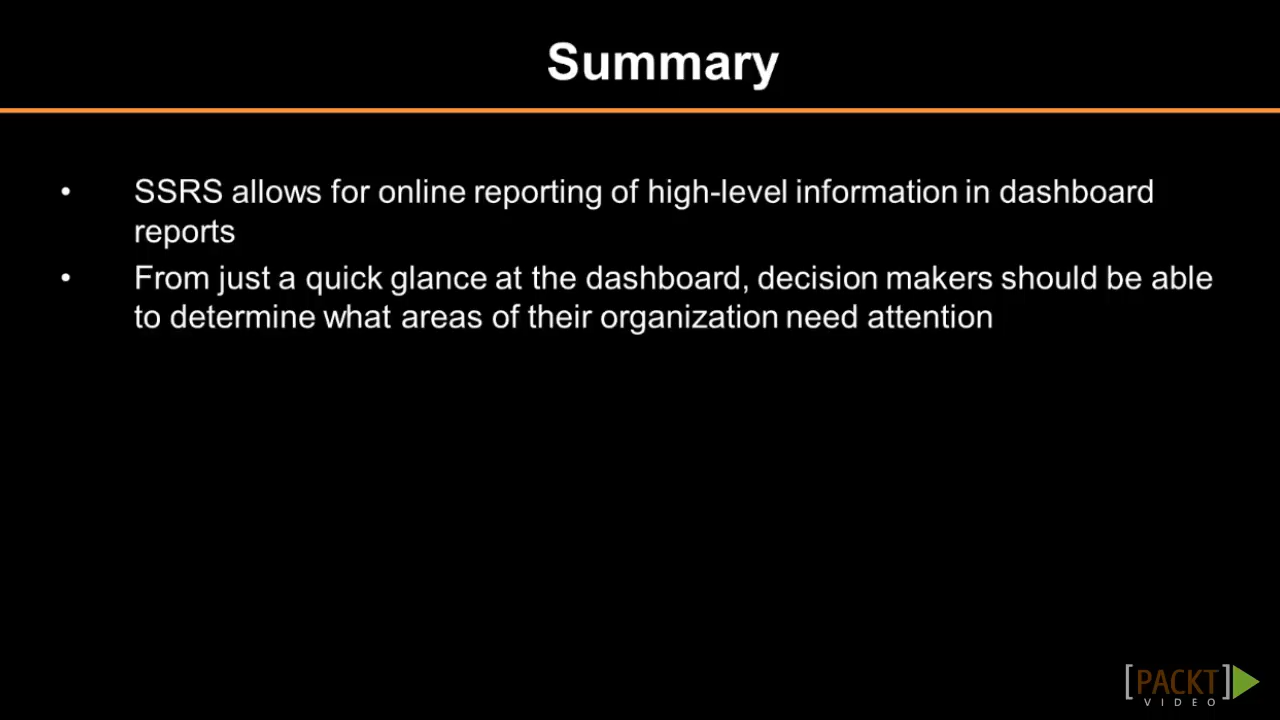 Summary
• SSRS allows for online reporting of high-level information in dashboard
reports
• From just a quick glance at the dashboard, decision makers should be able
to determine what areas of their organization need attention
[PACKT]
VIDEO